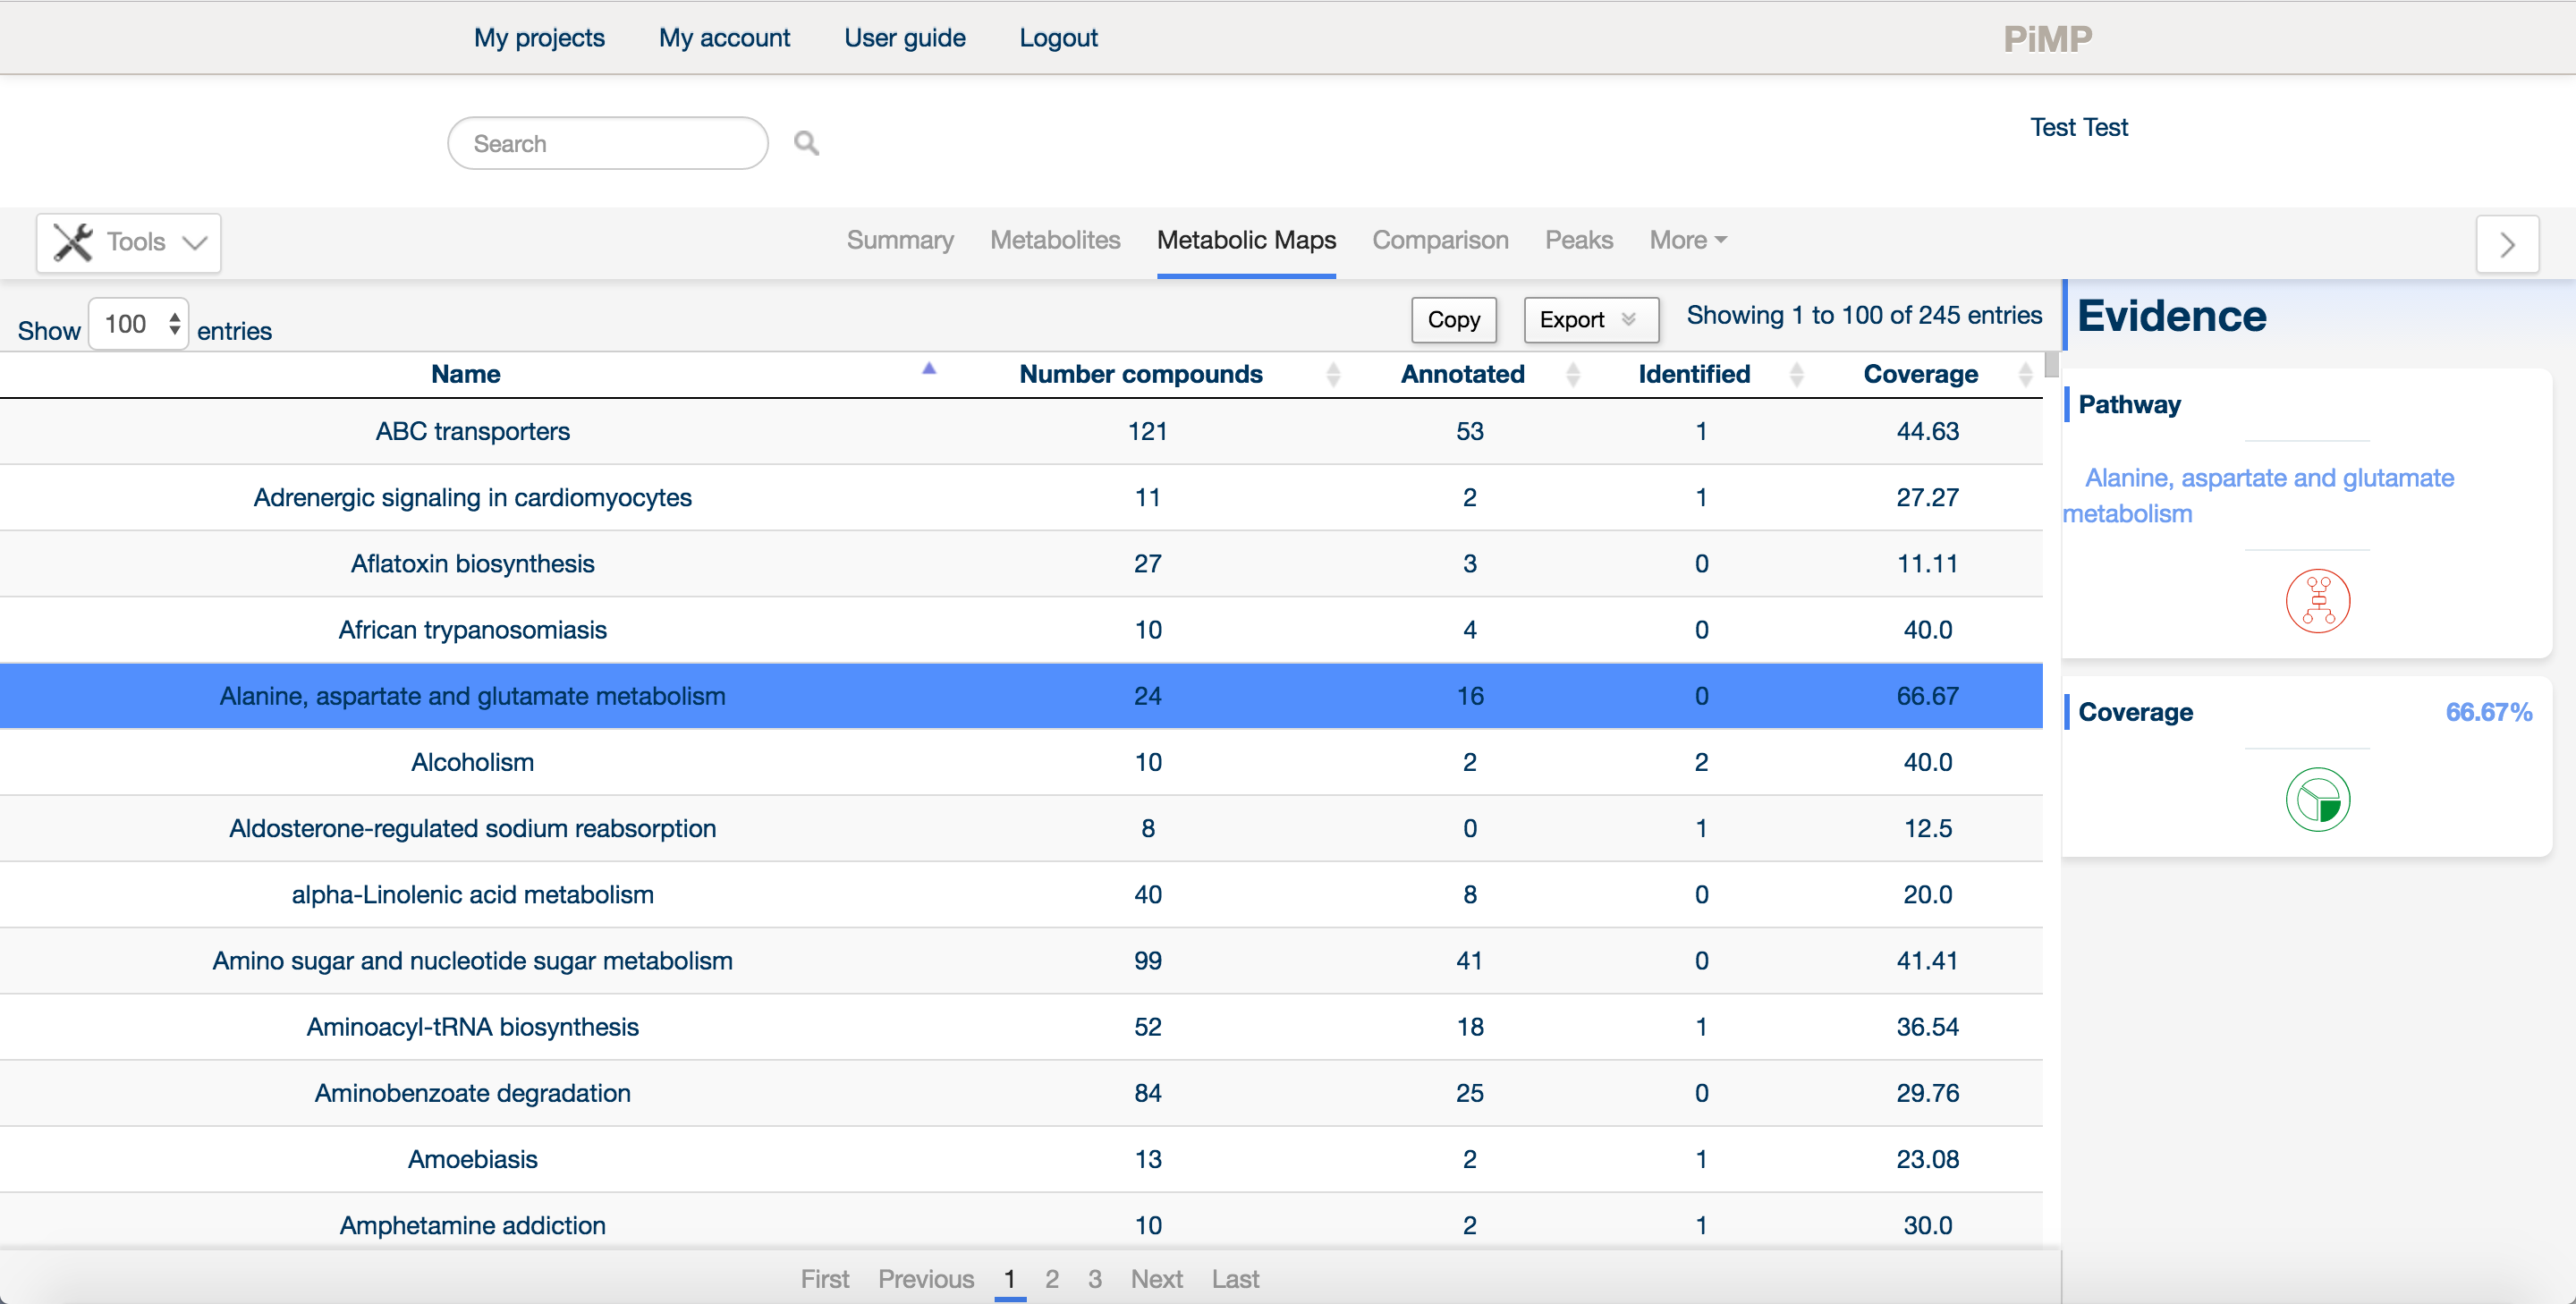 My projects My account User guide Logout PiMP
Search Test Test
Tools Summary Metabolites Metabolic Maps Comparison Peaks More
Show 100 entries Copy Export Showing 1 to 100 of 245 entries
Name Number compounds Annotated Identified Coverage
ABC transporters 121 53 1 44.63
Adrenergic signaling in cardiomyocytes 11 2 1 27.27
Aflatoxin biosynthesis 27 3 0 11.11
African trypanosomiasis 10 4 0 40.0
Alanine, aspartate and glutamate metabolism 24 16 0 66.67
Alcoholism 10 2 2 40.0
Aldosterone-regulated sodium reabsorption 8 0 1 12.5
alpha-Linolenic acid metabolism 40 8 0 20.0
Amino sugar and nucleotide sugar metabolism 99 41 0 41.41
Aminoacyl-tRNA biosynthesis 52 18 1 36.54
Aminobenzoate degradation 84 25 0 29.76
Amoebiasis 13 2 1 23.08
Amphetamine addiction 10 2 1 30.0
First Previous 1 2 3 Next Last
Evidence
Pathway
Alanine, aspartate and glutamate
metabolism
Coverage 66.67%